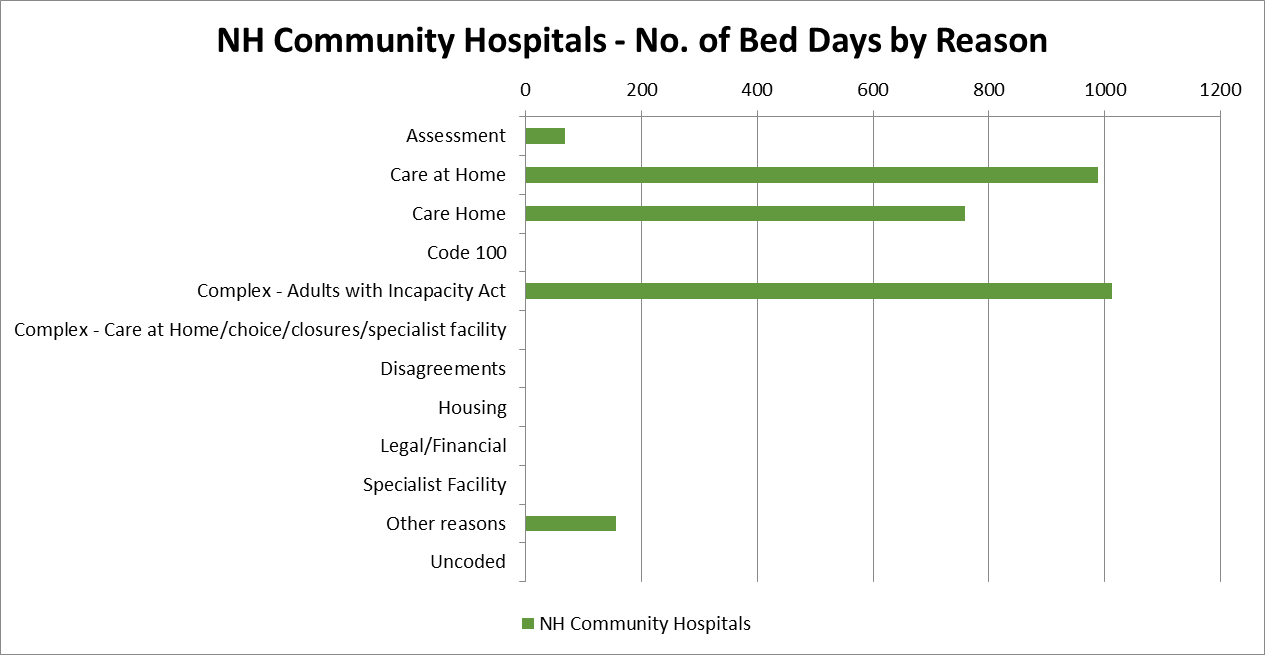 NH Community Hospitals - No. of Bed Days by Reason
0 200 400 600 800 1000 1200
Assessment
Care at Home
Care Home
Code 100
Complex - Adults with Incapacity Act
Complex - Care at Home/choice/closures/specialist facility
Disagreements
Housing
Legal/Financial
Specialist Facility
Other reasons
Uncoded
NH Community Hospitals